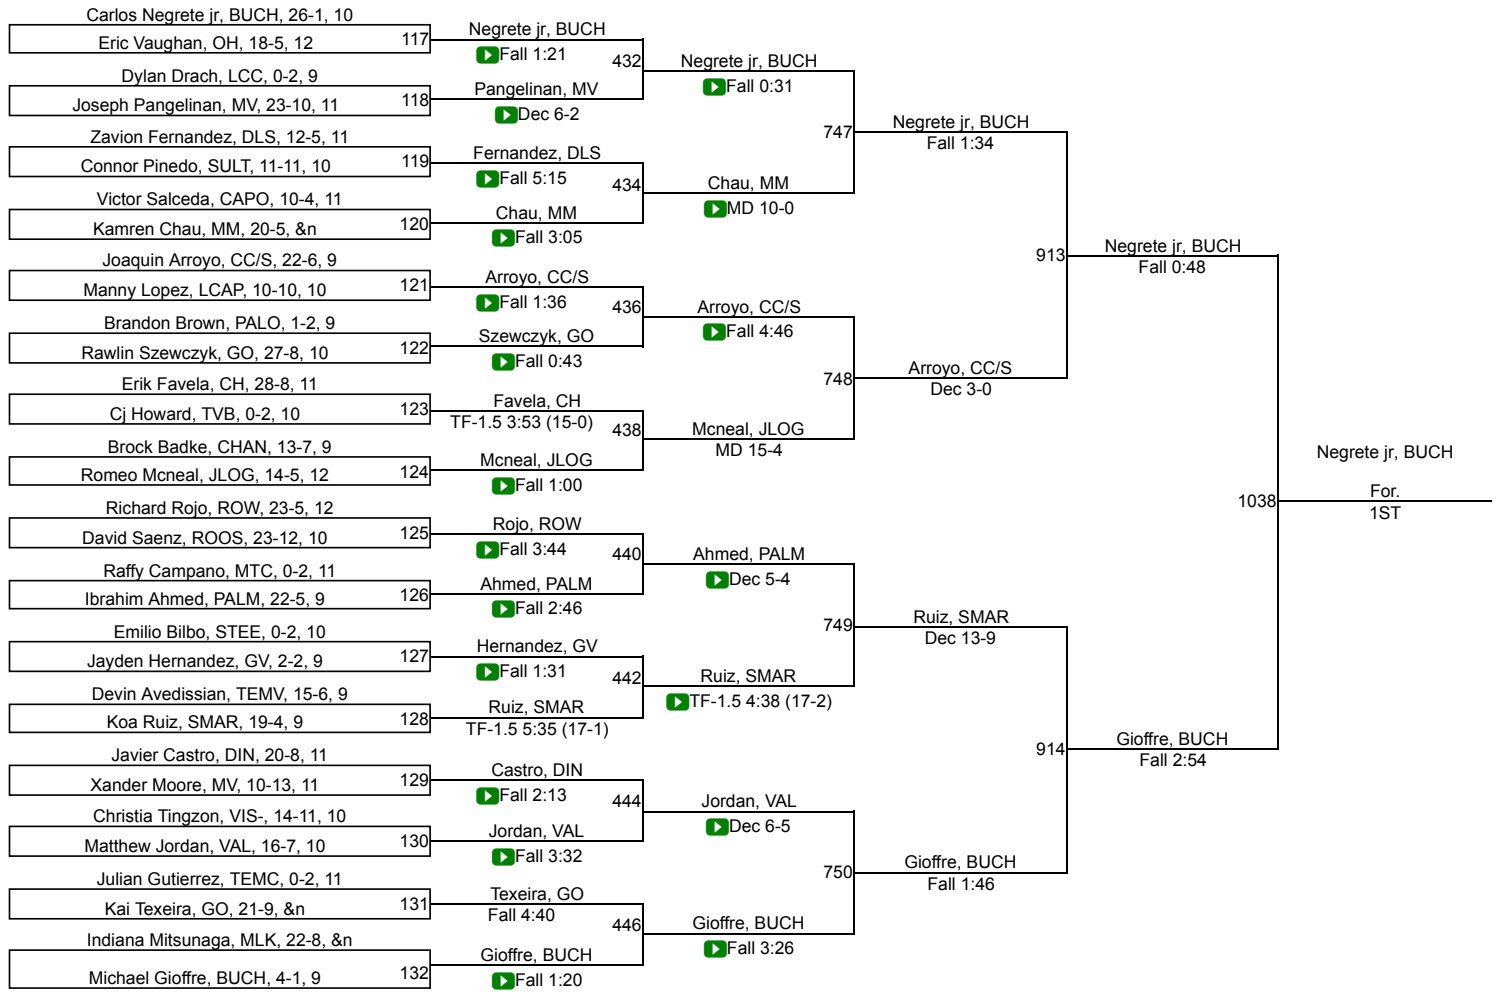 Carlos Negrete jr, BUCH, 26-1, 10
Eric Vaughan, OH, 18-5, 12
117
Dylan Drach, LCC, 0-2, 9
Joseph Pangelinan, MV, 23-10, 11
118
Zavion Fernandez, DLS, 12-5, 11
Connor Pinedo, SULT, 11-11, 10
119
Victor Salceda, CAPO, 10-4, 11
Kamren Chau, MM, 20-5, &n
120
Joaquin Arroyo, CC/S, 22-6, 9
Manny Lopez, LCAP, 10-10, 10
121
Brandon Brown, PALO, 1-2, 9
Rawlin Szewczyk, GO, 27-8, 10
122
Erik Favela, CH, 28-8, 11
Cj Howard, TVB, 0-2, 10
123
Brock Badke, CHAN, 13-7, 9
Romeo Mcneal, JLOG, 14-5, 12
124
Richard Rojo, ROW, 23-5, 12
David Saenz, ROOS, 23-12, 10
125
Raffy Campano, MTC, 0-2, 11
Ibrahim Ahmed, PALM, 22-5, 9
126
Emilio Bilbo, STEE, 0-2, 10
Jayden Hernandez, GV, 2-2, 9
127
Devin Avedissian, TEMV, 15-6, 9
Koa Ruiz, SMAR, 19-4, 9
128
Javier Castro, DIN, 20-8, 11
Xander Moore, MV, 10-13, 11
129
Christia Tingzon, VIS-, 14-11, 10
Matthew Jordan, VAL, 16-7, 10
130
Julian Gutierrez, TEMC, 0-2, 11
Kai Texeira, GO, 21-9, &n
131
Indiana Mitsunaga, MLK, 22-8, &n
Michael Gioffre, BUCH, 4-1, 9
132
Negrete jr, BUCH
Fall 1:21
432
Pangelinan, MV
Dec 6-2
Fernandez, DLS
Fall 5:15
434
Chau, MM
Fall 3:05
Arroyo, CC/S
Fall 1:36
436
Szewczyk, GO
Fall 0:43
Favela, CH
TF-1.5 3:53 (15-0)
438
Mcneal, JLOG
Fall 1:00
Rojo, ROW
Fall 3:44
440
Ahmed, PALM
Fall 2:46
Hernandez, GV
Fall 1:31
442
Ruiz, SMAR
TF-1.5 5:35 (17-1)
Castro, DIN
Fall 2:13
444
Jordan, VAL
Fall 3:32
Texeira, GO
Fall 4:40
446
Gioffre, BUCH
Fall 1:20
Negrete jr, BUCH
Fall 0:31
747
Chau, MM
MD 10-0
Arroyo, CC/S
Fall 4:46
748
Mcneal, JLOG
MD 15-4
Ahmed, PALM
Dec 5-4
749
Ruiz, SMAR
TF-1.5 4:38 (17-2)
Jordan, VAL
Dec 6-5
750
Gioffre, BUCH
Fall 3:26
Negrete jr, BUCH
Fall 1:34
913
Arroyo, CC/S
Dec 3-0
Ruiz, SMAR
Dec 13-9
914
Gioffre, BUCH
Fall 1:46
Negrete jr, BUCH
Fall 0:48
1038
Gioffre, BUCH
Fall 2:54
Negrete jr, BUCH
For.
1ST